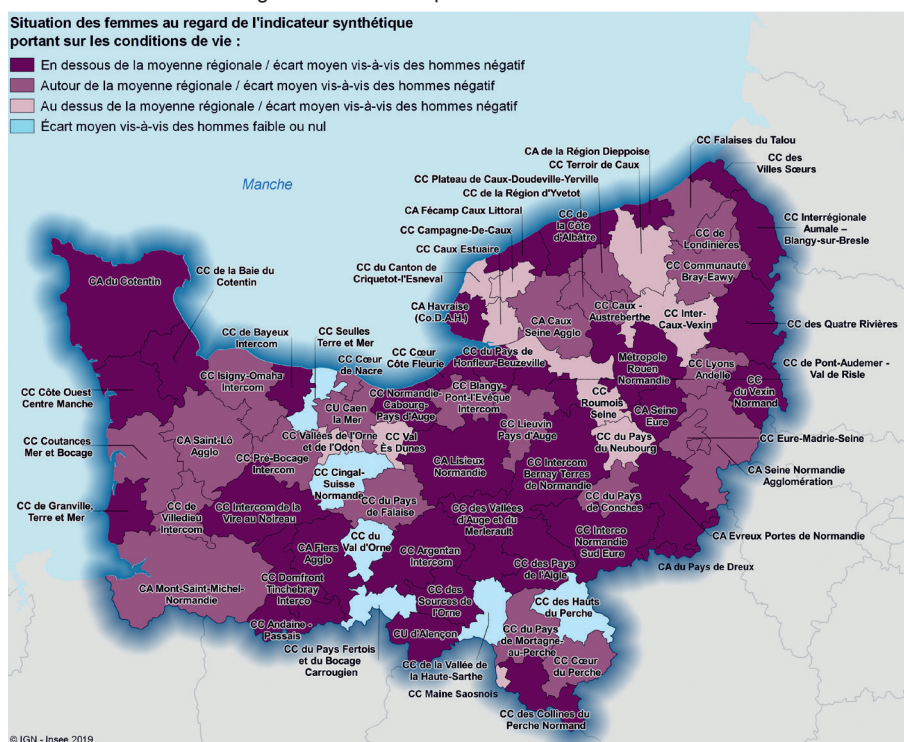 Situation des femmes au regard de l'indicateur synthétique
portant sur les conditions de vie :
En dessous de la moyenne régionale / écart moyen vis-à-vis des hommes négatif
Autour de la moyenne régionale / écart moyen vis-à-vis des hommes négatif
Au dessus de la moyenne régionale / écart moyen vis-à-vis des hommes négatif
Écart moyen vis-à-vis des hommes faible ou nul
Manche
CC Falaises du Talou
CA de la Région Dieppoise
CC Terroir de Caux
CC des
Villes Sœurs
CC Plateau de Caux-Doudeville-Yerville
CC de la Région d'Yvetot
CA Fécamp Caux Littoral
CC de
la Côte
d'Albâtre
CC Campagne-De-Caux
CC Interrégionale
Aumale –
Blangy-sur-Bresle
CC de
Londinières
CC Caux Estuaire
CC du Canton de
Criquetot-l'Esneval
CC Communauté
Bray-Eawy
CA du Cotentin
CC de la Baie du
Cotentin
CA Havraise
(Co.D.A.H.)
CA Caux
Seine Agglo
CC Caux -
Austreberthe
CC Inter-
Caux-Vexin
CC des Quatre Rivières
CC de Bayeux
Intercom
CC Seulles
Terre et Mer
CC Cœur
de Nacre
CC Cœur
Côte Fleurie
CC du Pays de
Honfleur-Beuzeville
Métropole
Rouen
Normandie
CC Lyons
Andelle
CC de Pont-Audemer -
Val de Risle
CC Isigny-Omaha
Intercom
CC Côte Ouest
Centre Manche
CU Caen
la Mer
CC Normandie-
Cabourg-
Pays d'Auge
CC Blangy-
Pont-l'Evêque
Intercom
CC
Roumois
Seine
CA Seine
Eure
CC
du Vexin
Normand
CC Coutances
Mer et Bocage
CA Saint-Lô
Agglo
CC Vallées de l'Orne
et de l'Odon
CC Val
Ès Dunes
CC Lieuvin
Pays d'Auge
CC du Pays
du Neubourg
CC Eure-Madrie-Seine
CC Pré-Bocage
Intercom
CC Cingal-
Suisse
Normande
CA Lisieux
Normandie
CC Intercom
Bernay Terres
de Normandie
CA Seine Normandie
Agglomération
CC de Granville,
Terre et Mer
CC de
Villedieu
Intercom
CC Intercom de la
Vire au Noireau
CC du Pays
de Falaise
CC des Vallées
d'Auge et du
Merlerault
CC du Pays
de Conches
CA Evreux Portes de Normandie
CC du
Val d'Orne
CC Interco
Normandie
Sud Eure
CA Flers
Agglo
CC Argentan
Intercom
CC des Pays
de l'Aigle
CA du Pays de Dreux
CA Mont-Saint-Michel-
Normandie
CC Domfront
Tinchebray
Interco
CC des
Sources de
l'Orne
CC des Hauts
du Perche
CC Andaine -
Passais
CU d'Alençon
CC du Pays
de Mortagne-
au-Perche
CC du Pays Fertois
et du Bocage
Carrougien
CC de la Vallée de
la Haute-Sarthe
CC Cœur
du Perche
CC Maine Saosnois
CC des Collines du
Perche Normand
© IGN - Insee 2019